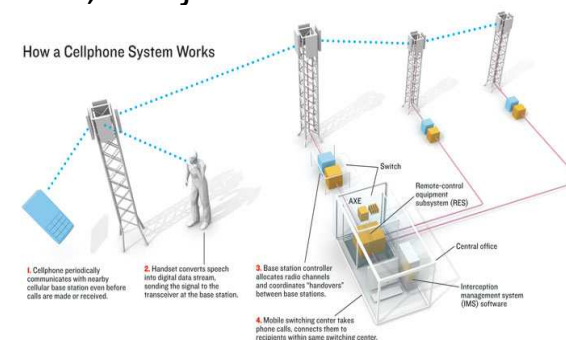 How a Cellphone System Works
Switch
AXE
Remote-control
equipment
subsystem (RES)
Central office
Interception
management system
(IMS) software
1. Cellphone periodically
communicates with nearby
cellular base station even before
calls are made or received.
2. Handset converts speech
into digital data stream,
sending the signal to the
transceiver at the base station.
3. Base station controller
allocates radio channels
and coordinates "handovers"
between base stations.
4. Mobile switching center takes
phone calls, connects them to
recipients within same switching center.